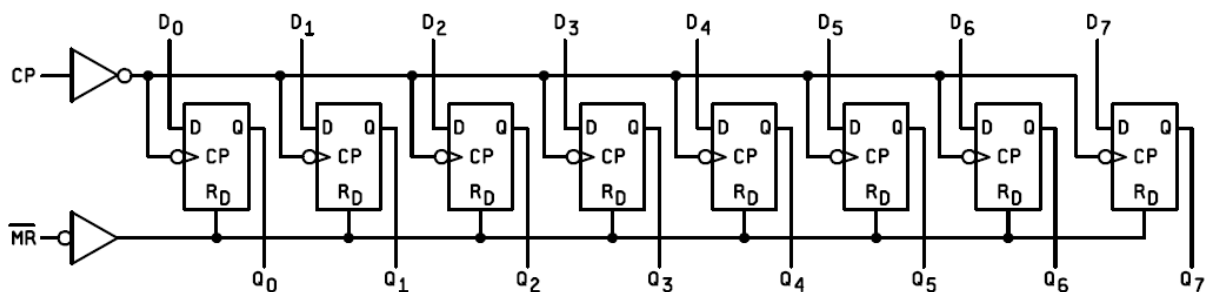 D0 D1 D2 D3 D4 D5 D6 D7
CP
D Q D Q D Q D Q D Q D Q D Q D Q
CP CP CP CP CP CP CP CP
RD RD RD RD RD RD RD RD
M̅R̅
Q0 Q1 Q2 Q3 Q4 Q5 Q6 Q7